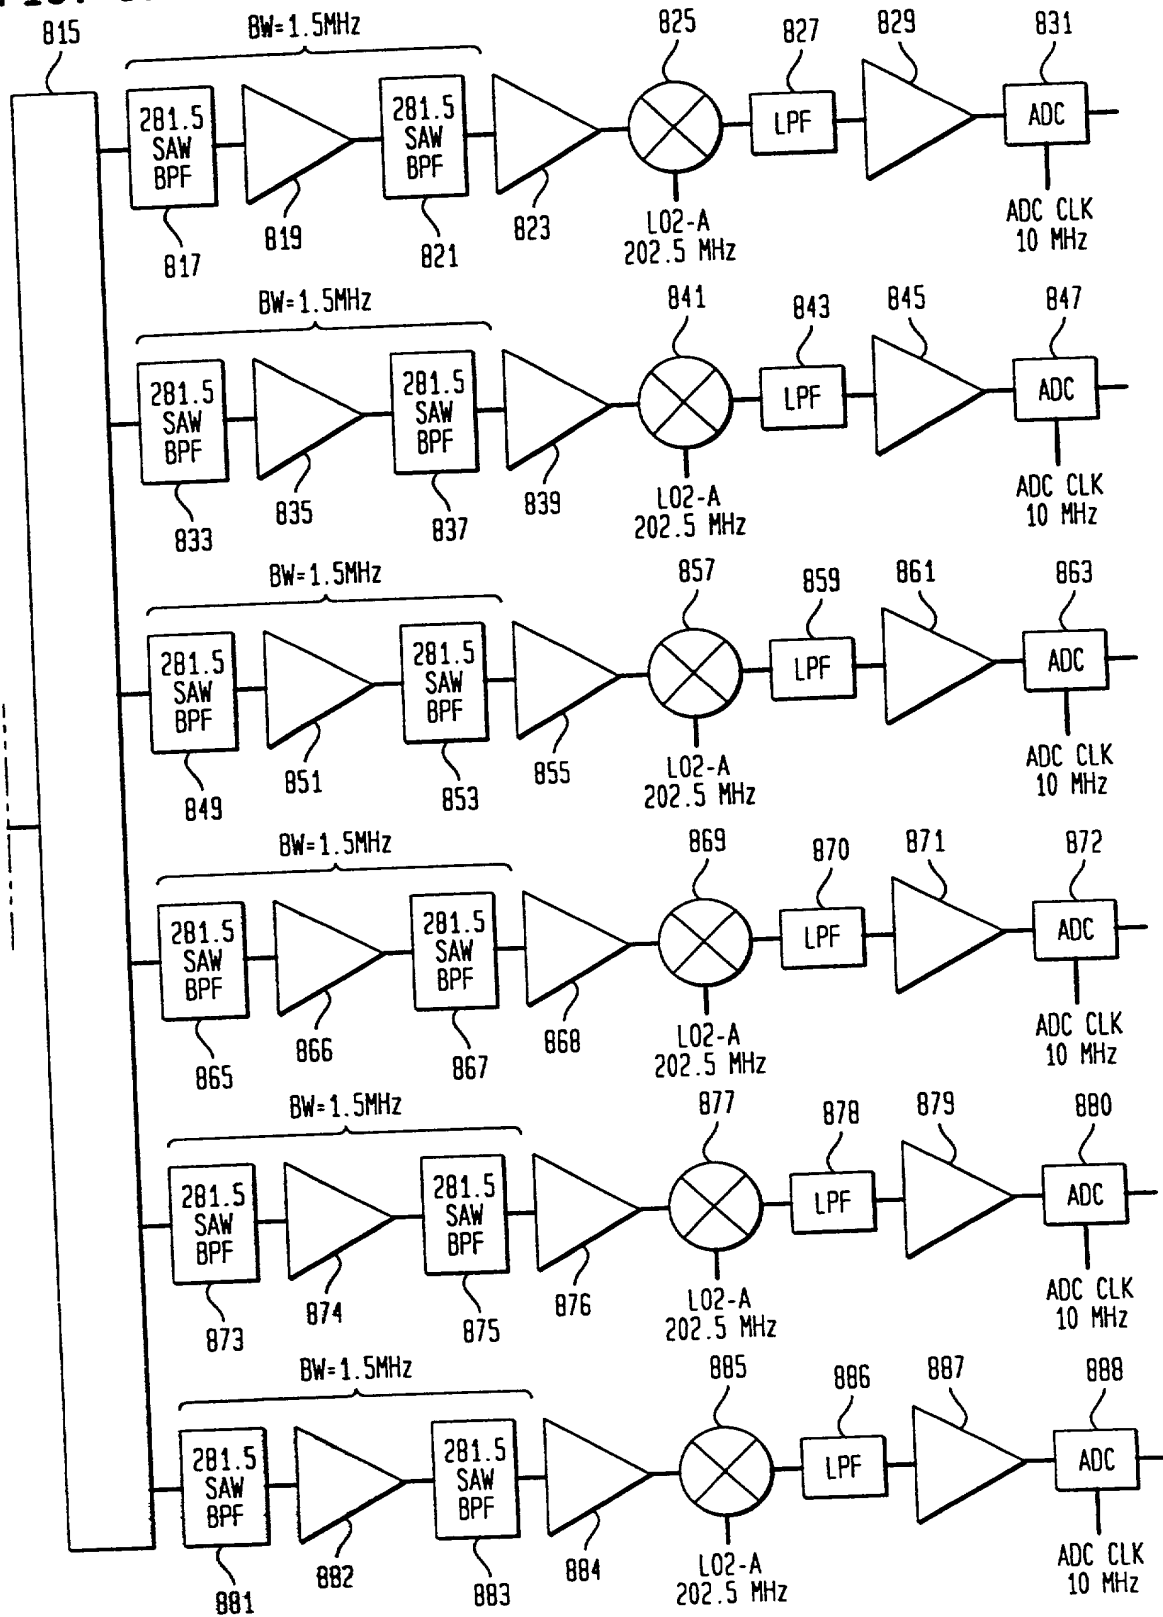 FIG.
815
BW=1.5MHz
825
827
829
831
281.5
SAW
BPF
281.5
SAW
BPF
LPF
ADC
817
819
821
823
LO2-A
202.5 MHz
ADC CLK
10 MHz
BW=1.5MHz
841
843
845
847
281.5
SAW
BPF
281.5
SAW
BPF
LPF
ADC
833
835
837
839
LO2-A
202.5 MHz
ADC CLK
10 MHz
BW=1.5MHz
857
859
861
863
281.5
SAW
BPF
281.5
SAW
BPF
LPF
ADC
849
851
853
855
LO2-A
202.5 MHz
ADC CLK
10 MHz
BW=1.5MHz
869
870
871
872
281.5
SAW
BPF
281.5
SAW
BPF
LPF
ADC
865
866
867
868
LO2-A
202.5 MHz
ADC CLK
10 MHz
BW=1.5MHz
877
878
879
880
281.5
SAW
BPF
281.5
SAW
BPF
LPF
ADC
873
874
875
876
LO2-A
202.5 MHz
ADC CLK
10 MHz
BW=1.5MHz
885
886
887
888
281.5
SAW
BPF
281.5
SAW
BPF
LPF
ADC
881
882
883
884
LO2-A
202.5 MHz
ADC CLK
10 MHz